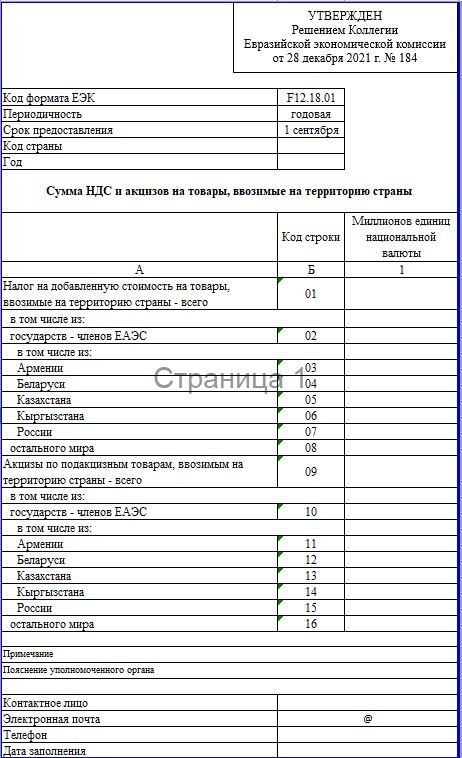 УТВЕРЖДЕН
Решением Коллегии
Евразийской экономической комиссии
от 28 декабря 2021 г. № 184
Код формата ЕЭК F12.18.01
Периодичность годовая
Срок предоставления 1 сентября
Код страны
Год
Сумма НДС и акцизов на товары, ввозимые на территорию страны
Код строки
Миллионов единиц
национальной
валюты
А Б 1
Налог на добавленную стоимость на товары,
ввозимые на территорию страны - всего 01
в том числе из:
государств - членов ЕАЭС 02
в том числе из:
Армении 03
Беларуси 04
Казахстана 05
Кыргызстана 06
России 07
остального мира 08
Акцизы по подакцизным товарам, ввозимым на
территорию страны - всего 09
в том числе из:
государств - членов ЕАЭС 10
в том числе из:
Армении 11
Беларуси 12
Казахстана 13
Кыргызстана 14
России 15
остального мира 16
Страница 1
Примечание
Пояснение уполномоченного органа
Контактное лицо
Электронная почта @
Телефон
Дата заполнения